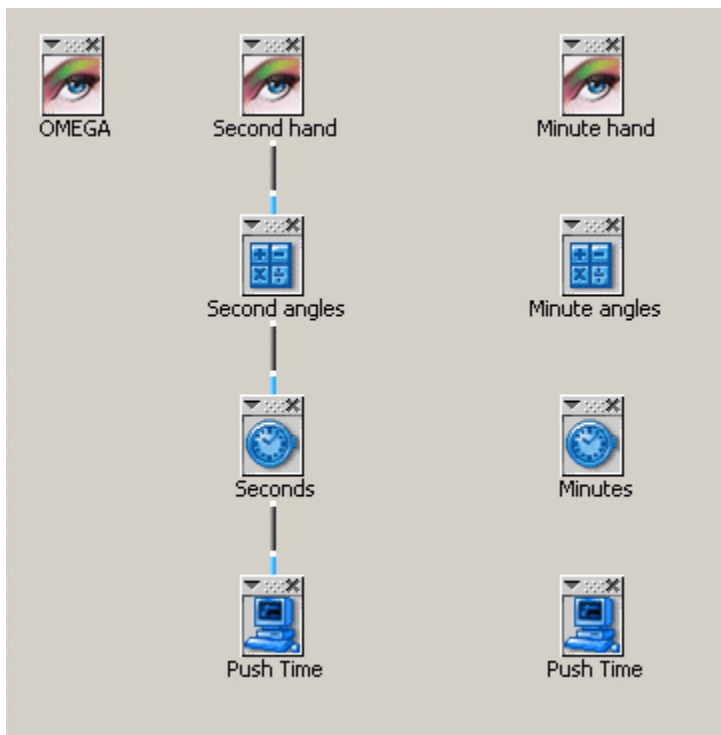 OMEGA
Second hand
Minute hand
Second angles
Minute angles
Seconds
Minutes
Push Time
Push Time